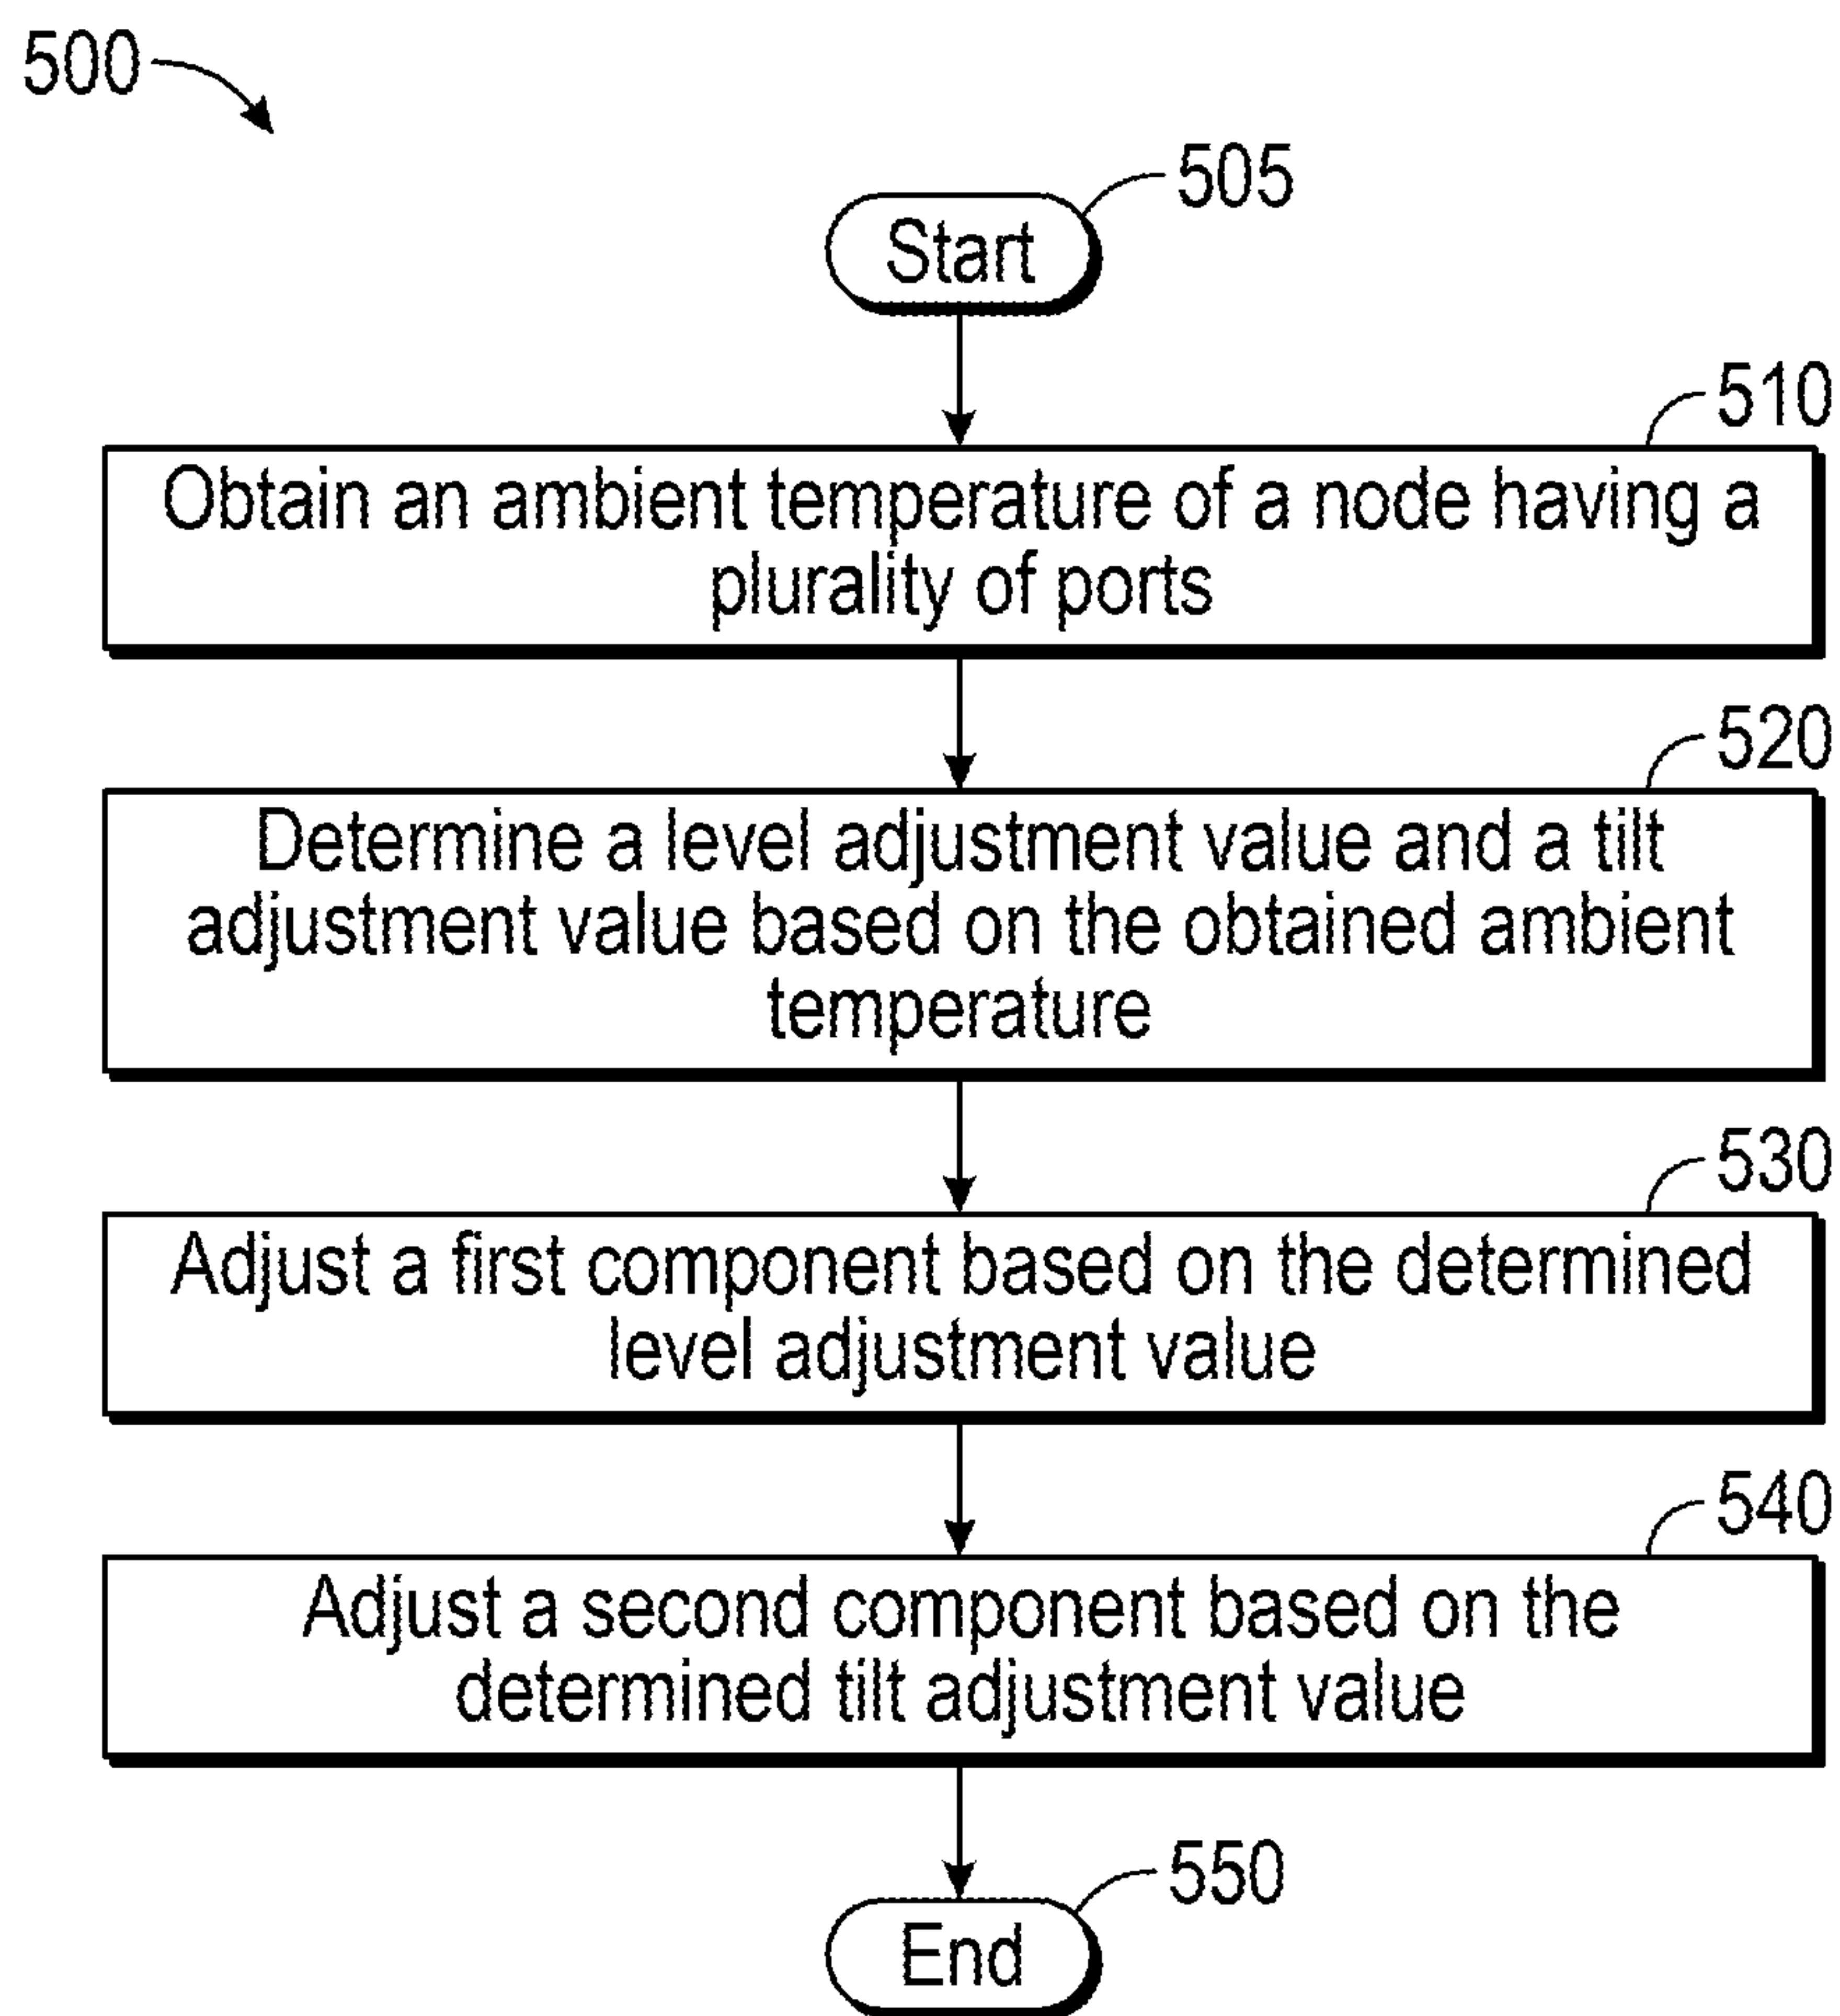 500
505
Start
510
Obtain an ambient temperature of a node having a
plurality of ports
520
Determine a level adjustment value and a tilt
adjustment value based on the obtained ambient
temperature
530
Adjust a first component based on the determined
level adjustment value
540
Adjust a second component based on the
determined tilt adjustment value
550
End